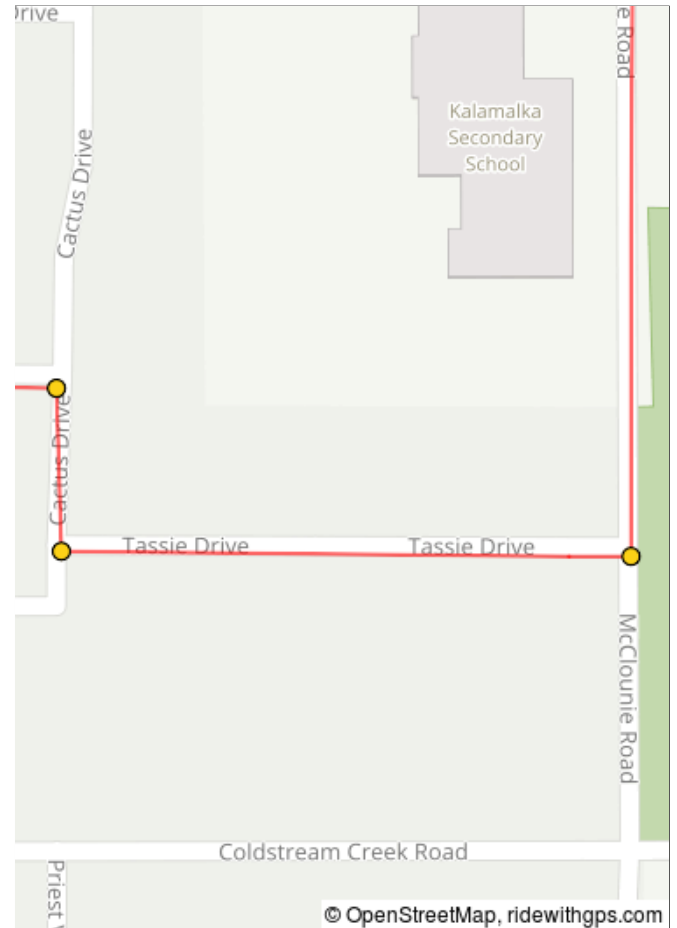 Drive
e Road
Kalamalka
Secondary
School
Cactus Drive
Cactus Drive
Tassie Drive
Tassie Drive
McClounie Road
Coldstream Creek Road
Priest
© OpenStreetMap, ridewithgps.com